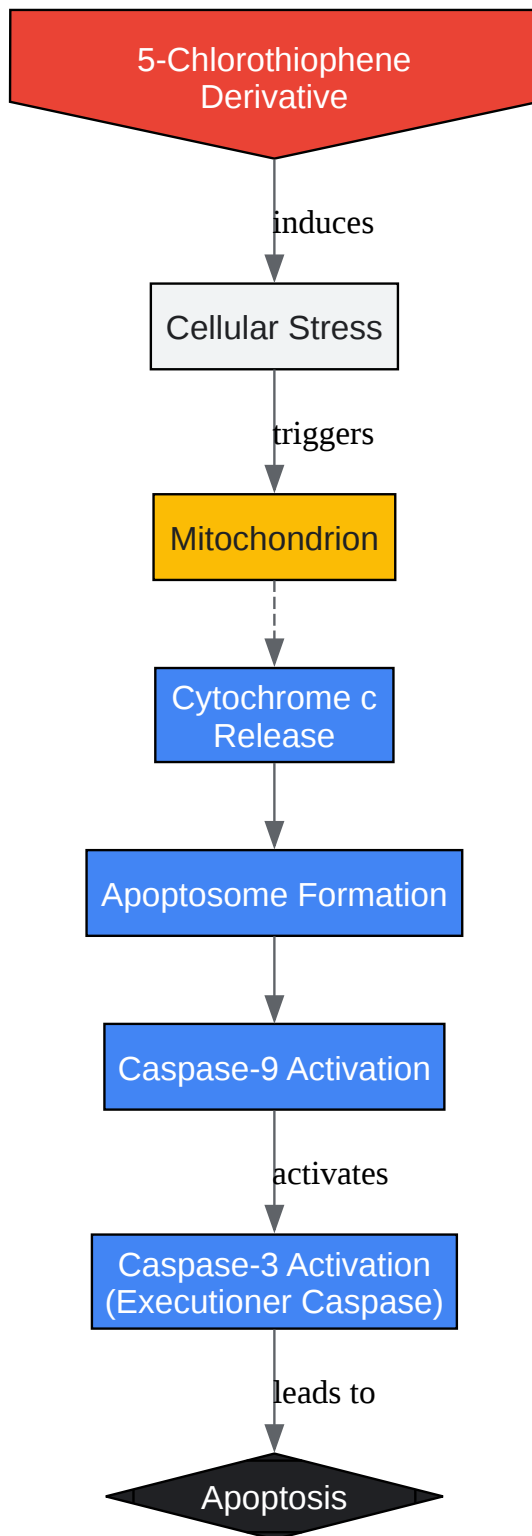 5-Chlorothiophene
Derivative
induces
Cellular Stress
triggers
Mitochondrion
Cytochrome c
Release
Apoptosome Formation
Caspase-9 Activation
activates
Caspase-3 Activation
(Executioner Caspase)
leads to
Apoptosis